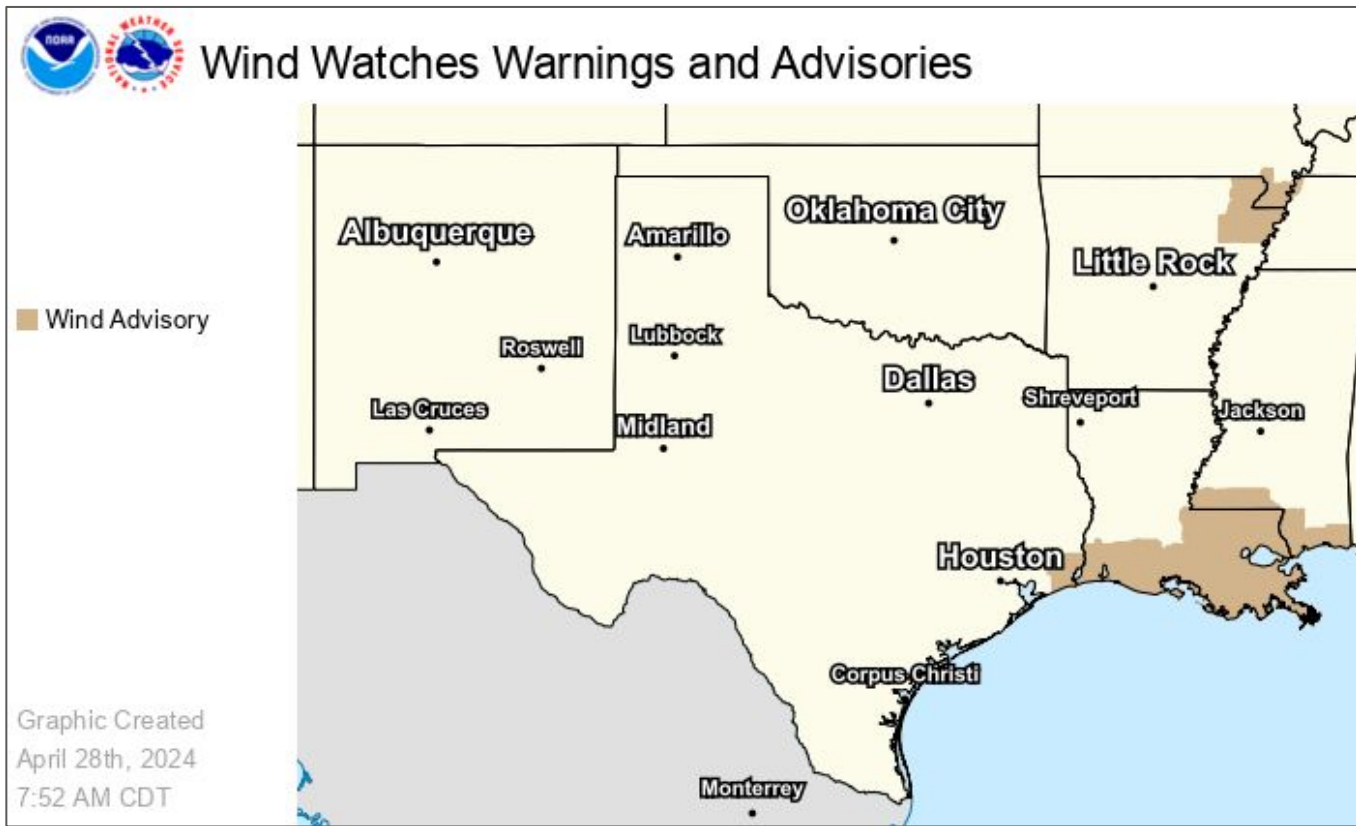 NOAA
NATIONAL WEATHER SERVICE
Wind Watches Warnings and Advisories
Oklahoma City
Albuquerque
Amarillo
Little Rock
Wind Advisory
Lubbock
Roswell
Dallas
Shreveport
Las Cruces
Jackson
Midland
Houston
Corpus Christi
Graphic Created
April 28th, 2024
7:52 AM CDT
Monterrey